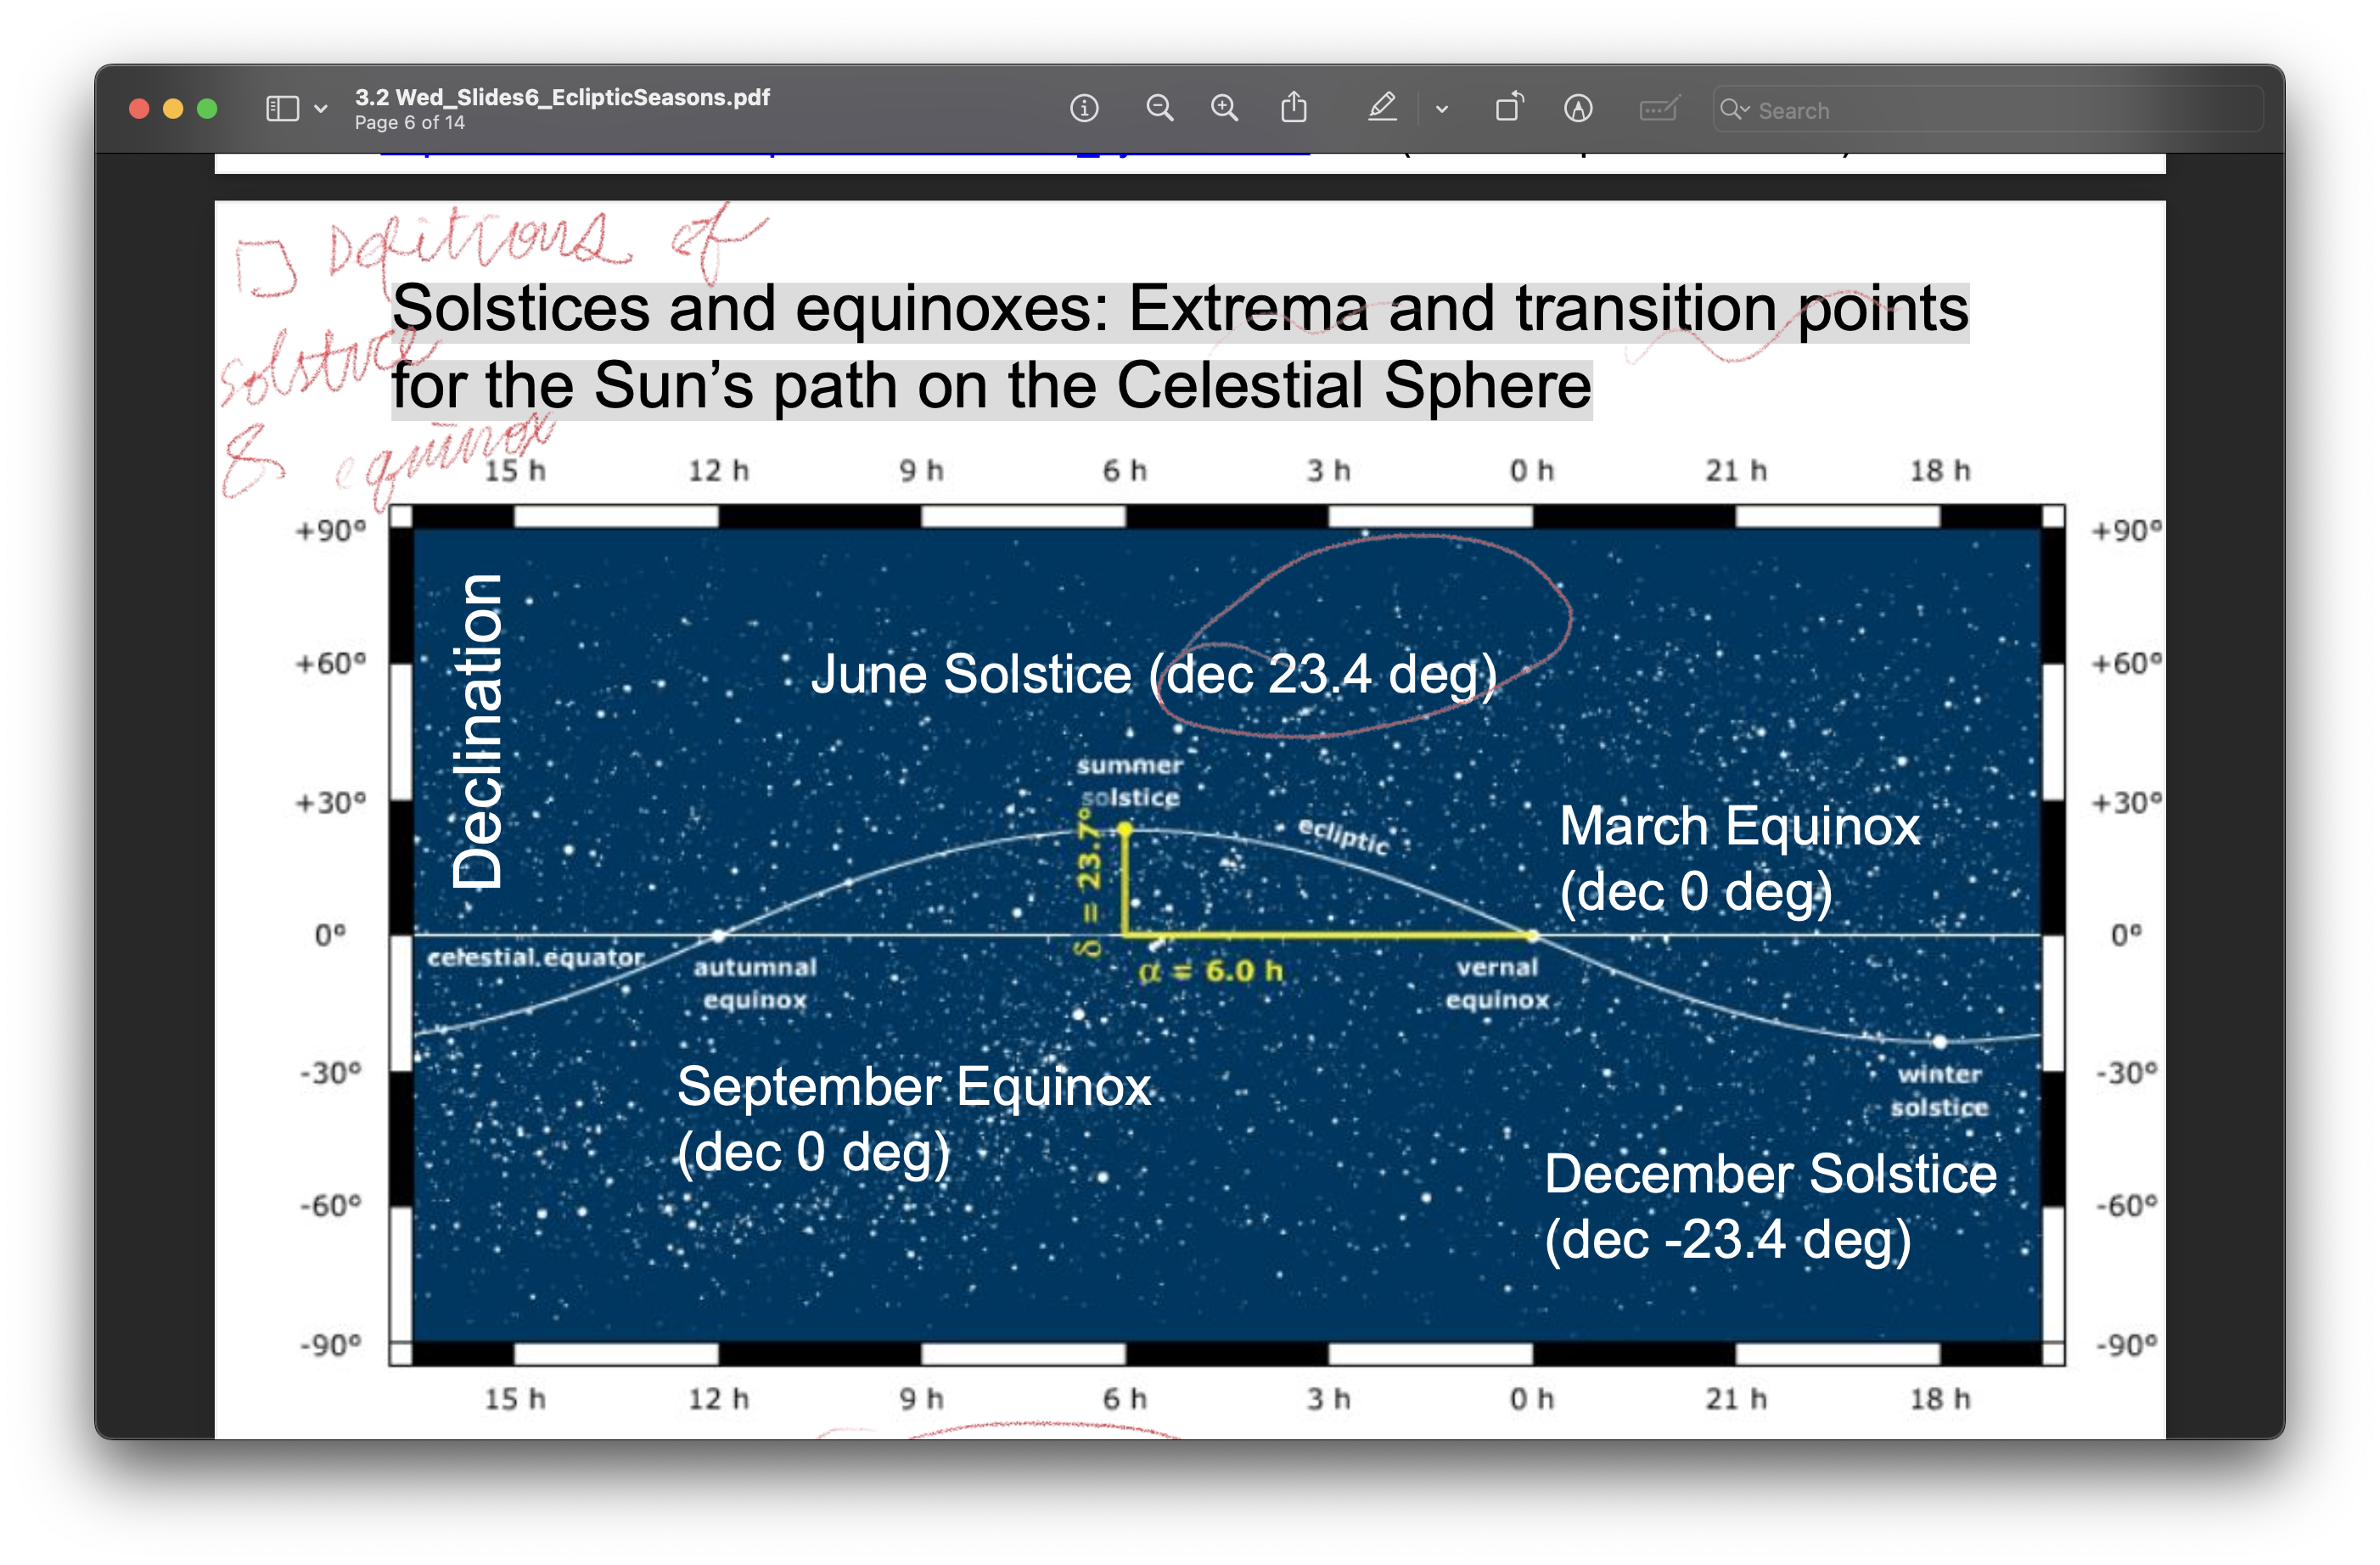 3.2 Wed_Slides6_EclipticSeasons.pdf
Page 6 of 14
Search
Defitions of
solstice
& equinox
Solstices and equinoxes: Extrema and transition points
for the Sun’s path on the Celestial Sphere
15 h 12 h 9 h 6 h 3 h 0 h 21 h 18 h
+90° +90°
+60° +60°
+30° +30°
0° 0°
-30° -30°
-60° -60°
-90° -90°
Declination
June Solstice (dec 23.4 deg)
summer
solstice
ecliptic
March Equinox
(dec 0 deg)
δ = 23.7°
celestial equator
autumnal
equinox
α = 6.0 h
vernal
equinox
September Equinox
(dec 0 deg)
winter
solstice
December Solstice
(dec -23.4 deg)
15 h 12 h 9 h 6 h 3 h 0 h 21 h 18 h